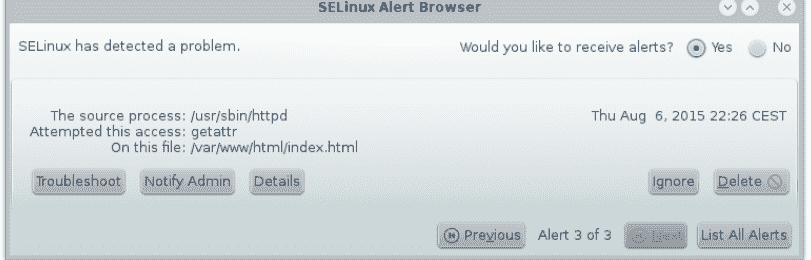 SELinux Alert Browser
SELinux has detected a problem.
Would you like to receive alerts? Yes No
The source process: /usr/sbin/httpd
Thu Aug 6, 2015 22:26 CEST
Attempted this access: getattr
On this file: /var/www/html/index.html
Troubleshoot Notify Admin Details Ignore Delete
Previous Alert 3 of 3 List All Alerts